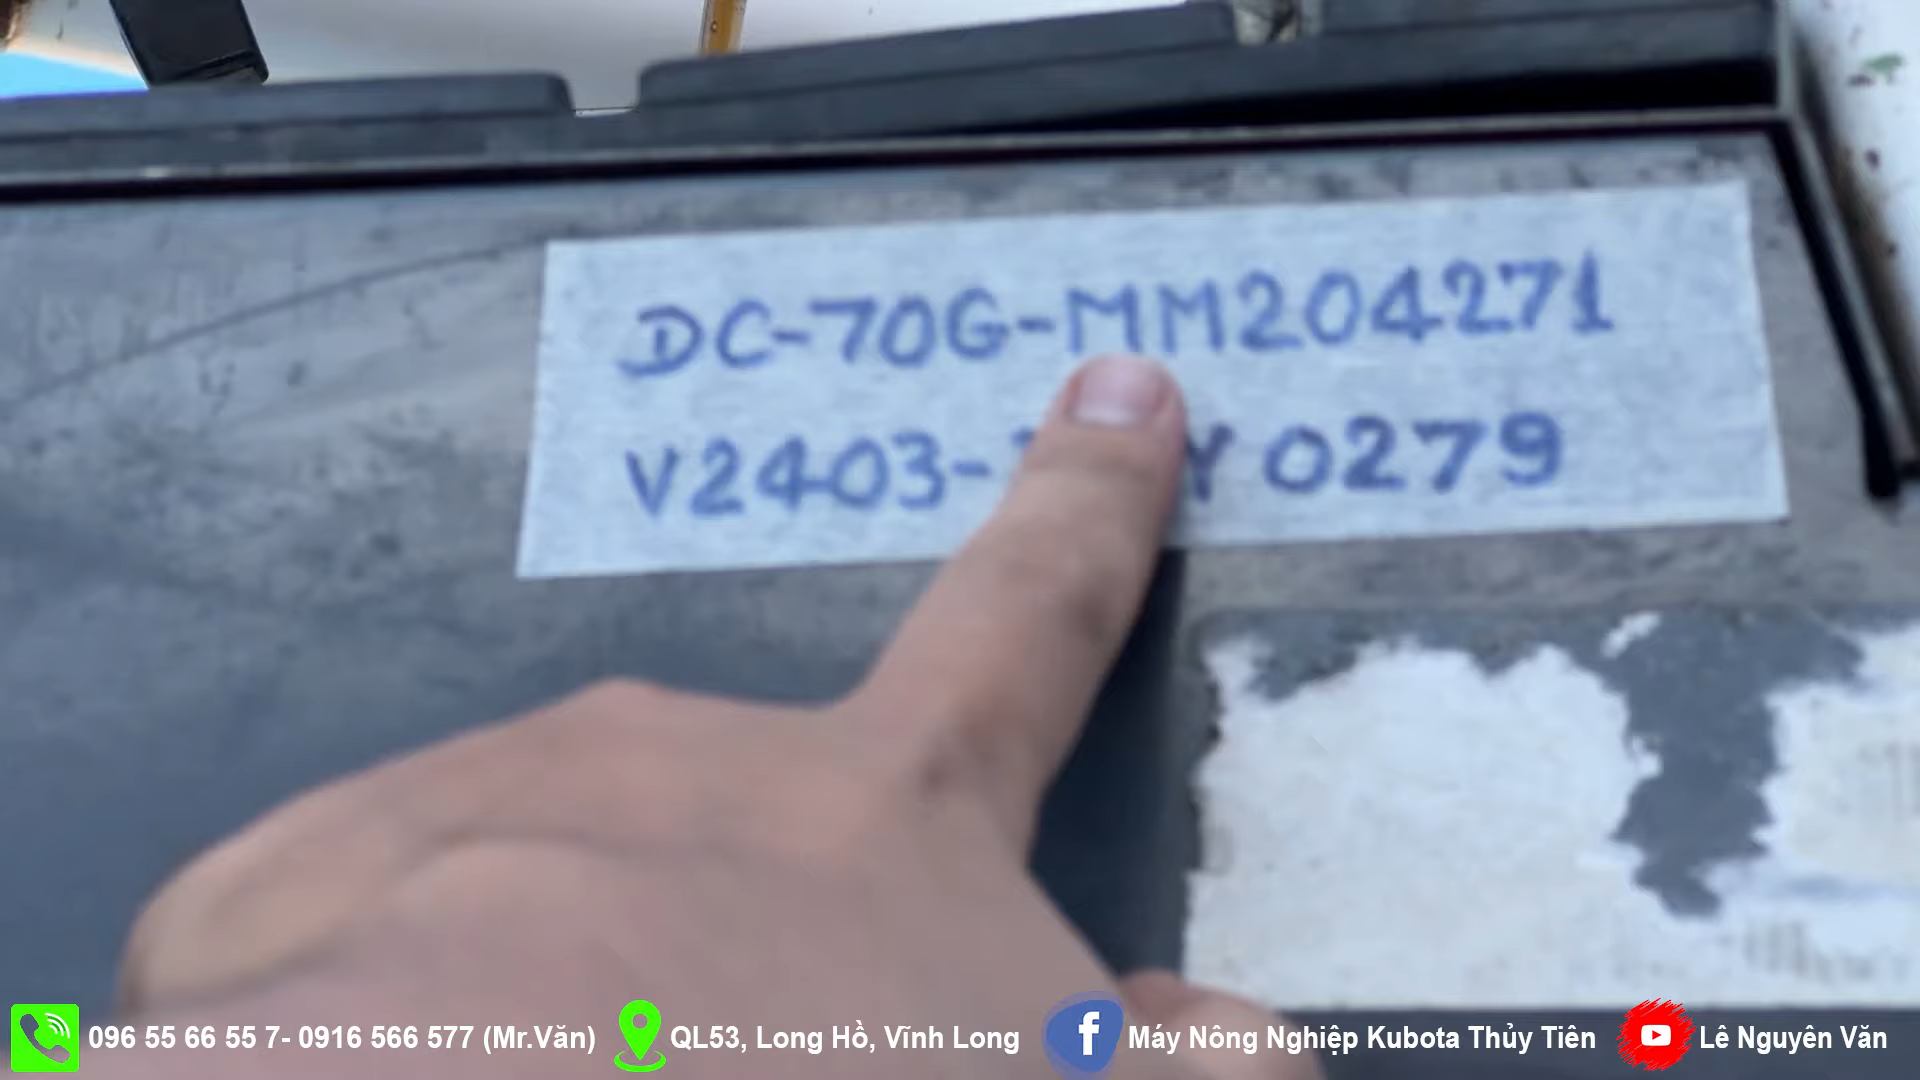 DC-70G-MM204271
V2403- Y 0279
096 55 66 55 7- 0916 566 577 (Mr.Văn)
QL53, Long Hồ, Vĩnh Long
Máy Nông Nghiệp Kubota Thủy Tiên
Lê Nguyên Văn